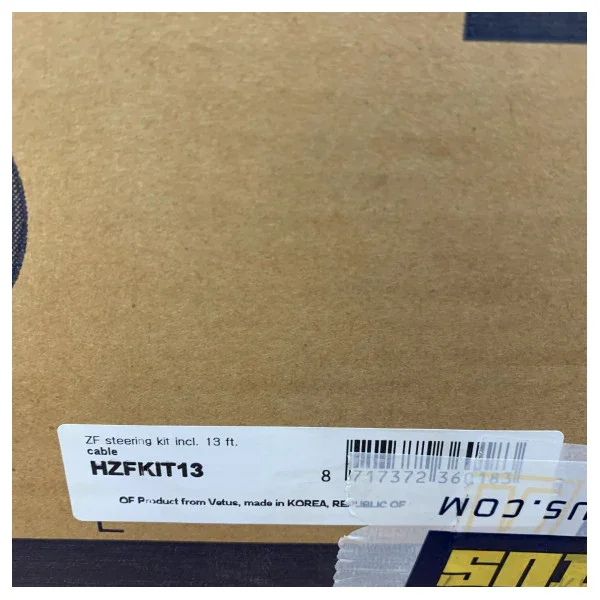 ZF steering kit incl. 13 ft.
cable
HZFKIT13
8 717372 360183
OF Product from Vetus, made in KOREA, REPUBLIC OF
US.COM